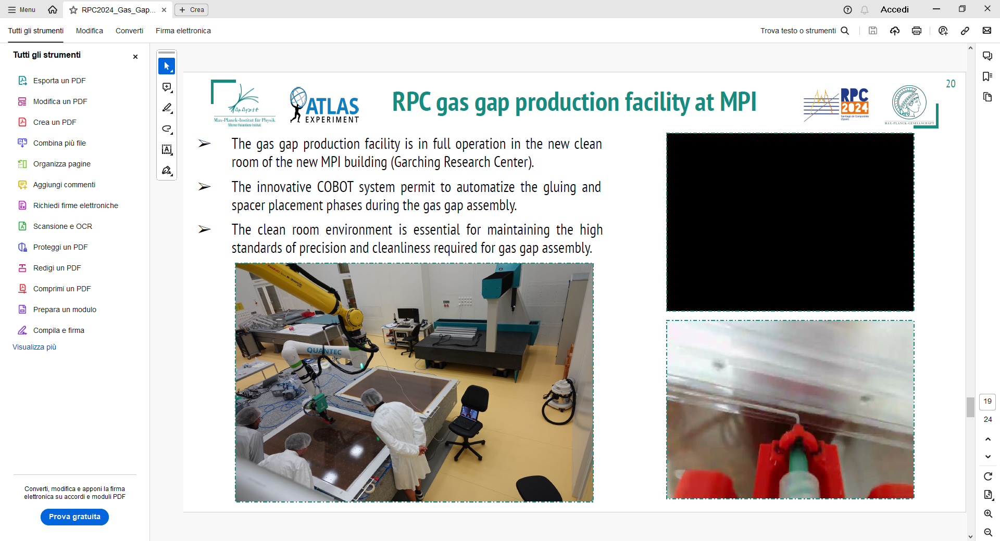 Menu
RPC2024_Gas_Gap...
Crea
Accedi
Tutti gli strumenti
Modifica
Converti
Firma elettronica
Trova testo o strumenti
Tutti gli strumenti
Esporta un PDF
Modifica un PDF
Crea un PDF
Combina più file
Organizza pagine
Aggiungi commenti
Richiedi firme elettroniche
Scansione e OCR
Proteggi un PDF
Redigi un PDF
Comprimi un PDF
Prepara un modulo
Compila e firma
Visualizza più
Converti, modifica e apponi la firma
elettronica su accordi e moduli PDF
Prova gratuita
Max-Planck-Institut für Physik
(Werner-Heisenberg-Institut)
ATLAS
EXPERIMENT
RPC gas gap production facility at MPI
RPC
2024
Santiago de Compostela
(Spain)
MAX-PLANCK-GESELLSCHAFT
20
➢ The gas gap production facility is in full operation in the new clean
room of the new MPI building (Garching Research Center).
➢ The innovative COBOT system permit to automatize the gluing and
spacer placement phases during the gas gap assembly.
➢ The clean room environment is essential for maintaining the high
standards of precision and cleanliness required for gas gap assembly.
FANUC
R-2000iC
QUANTEC
19
24